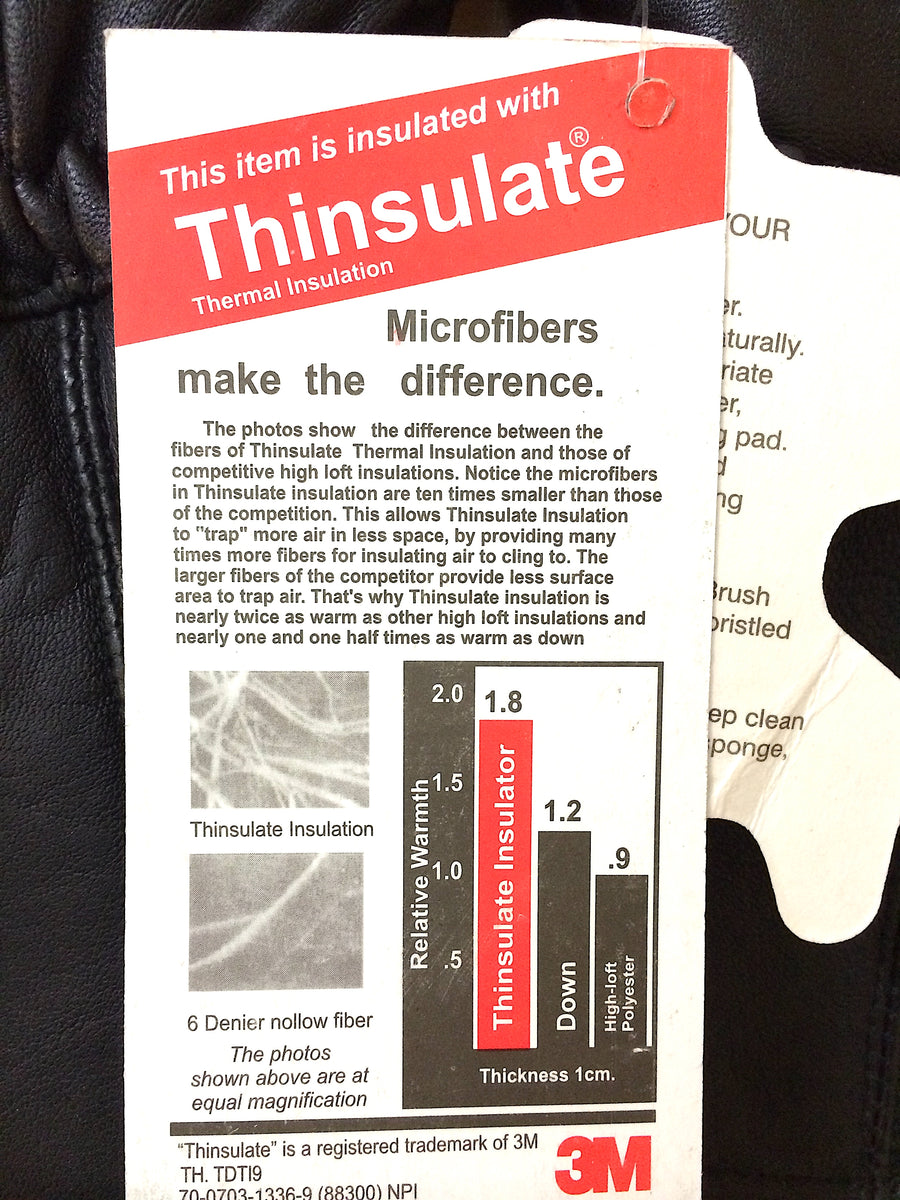 This item is insulated with
Thinsulate®
Thermal Insulation
Microfibers
make the difference.
The photos show the difference between the
fibers of Thinsulate Thermal Insulation and those of
competitive high loft insulations. Notice the microfibers
in Thinsulate insulation are ten times smaller than those
of the competition. This allows Thinsulate Insulation
to "trap" more air in less space, by providing many
times more fibers for insulating air to cling to. The
larger fibers of the competitor provide less surface
area to trap air. That's why Thinsulate insulation is
nearly twice as warm as other high loft insulations and
nearly one and one half times as warm as down
Thinsulate Insulation
6 Denier nollow fiber
The photos
shown above are at
equal magnification
Relative Warmth
2.0
1.5
1.0
.5
1.8
Thinsulate Insulator
1.2
Down
.9
High-loft
Polyester
Thickness 1cm.
"Thinsulate" is a registered trademark of 3M
TH. TDTI9
70-0703-1336-9 (88300) NPI
3M
OUR
er.
turally.
riate
er,
g pad.
d
ng
Brush
bristled
ep clean
sponge,